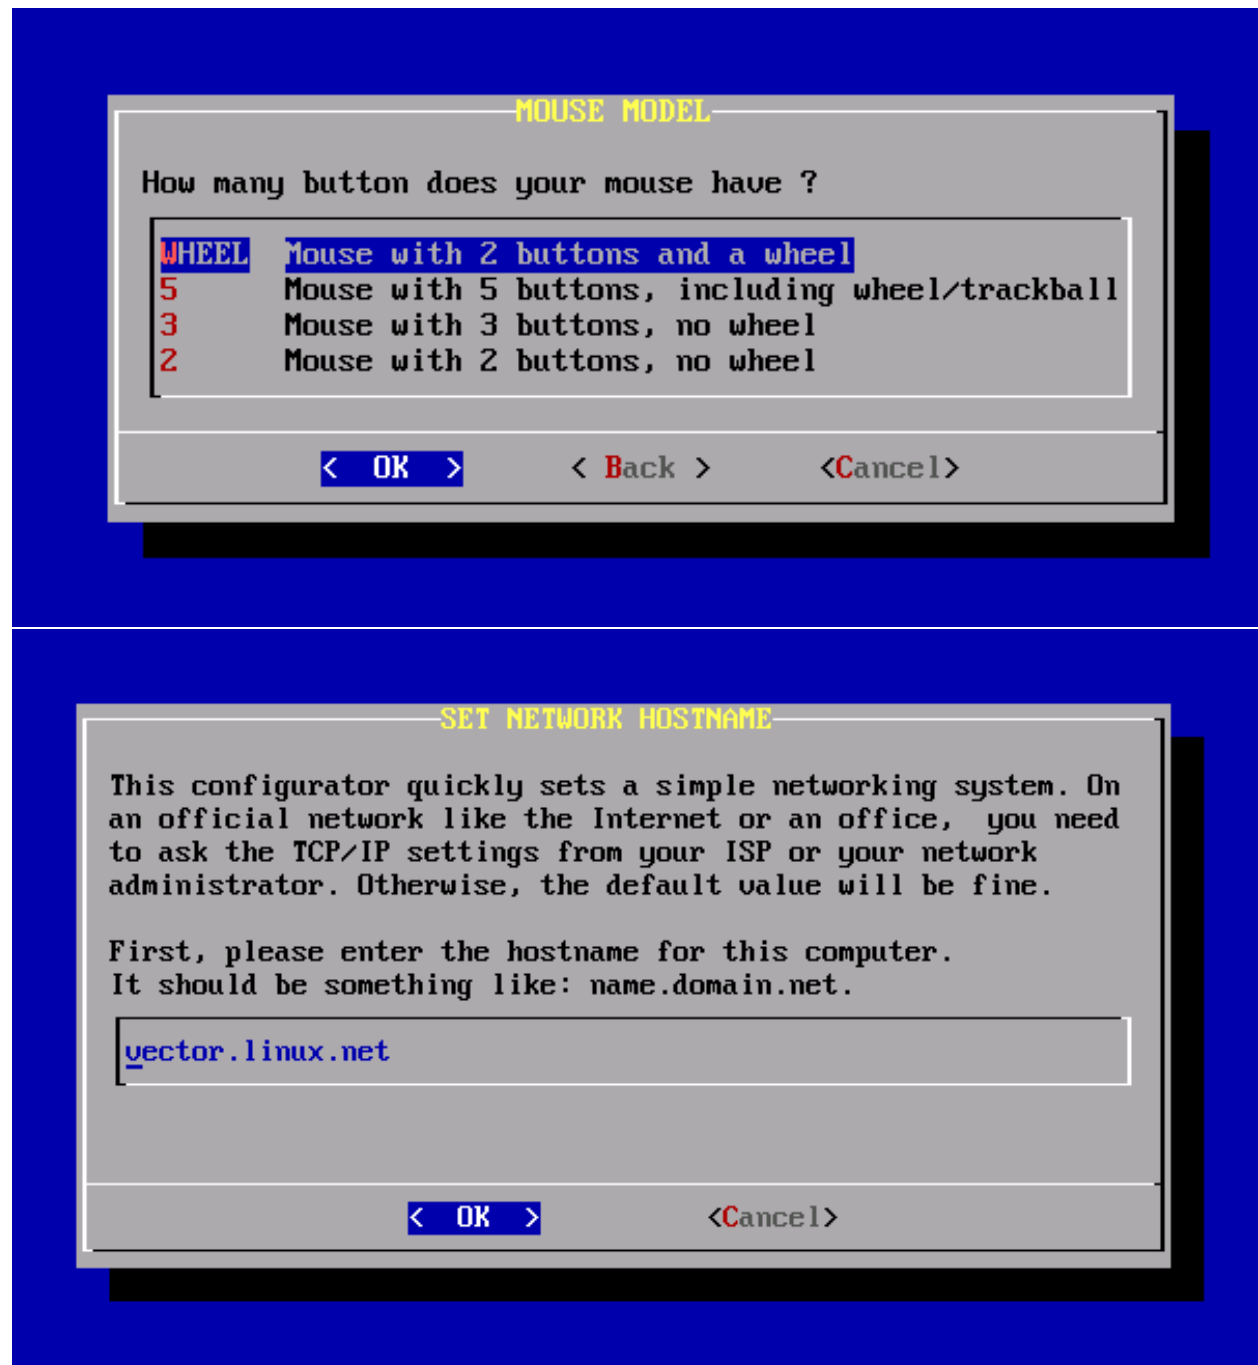 MOUSE MODEL
How many button does your mouse have ?
WHEEL Mouse with 2 buttons and a wheel
5 Mouse with 5 buttons, including wheel/trackball
3 Mouse with 3 buttons, no wheel
2 Mouse with 2 buttons, no wheel
< OK > < Back > <Cancel>
SET NETWORK HOSTNAME
This configurator quickly sets a simple networking system. On
an official network like the Internet or an office, you need
to ask the TCP/IP settings from your ISP or your network
administrator. Otherwise, the default value will be fine.
First, please enter the hostname for this computer.
It should be something like: name.domain.net.
vector.linux.net
< OK > <Cancel>